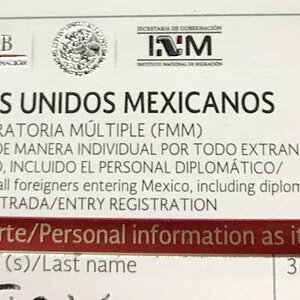 B SECRETARÍA DE GOBERNACIÓN
ERNACIÓN INM
INSTITUTO NACIONAL DE MIGRACIÓN
S UNIDOS MEXICANOS
RATORIA MÚLTIPLE (FMM)
DE MANERA INDIVIDUAL POR TODO EXTRAN
O, INCLUIDO EL PERSONAL DIPLOMÁTICO/
all foreigners entering Mexico, including diplom
TRADA/ENTRY REGISTRATION
rte/Personal information as it
(s)/Last name 3